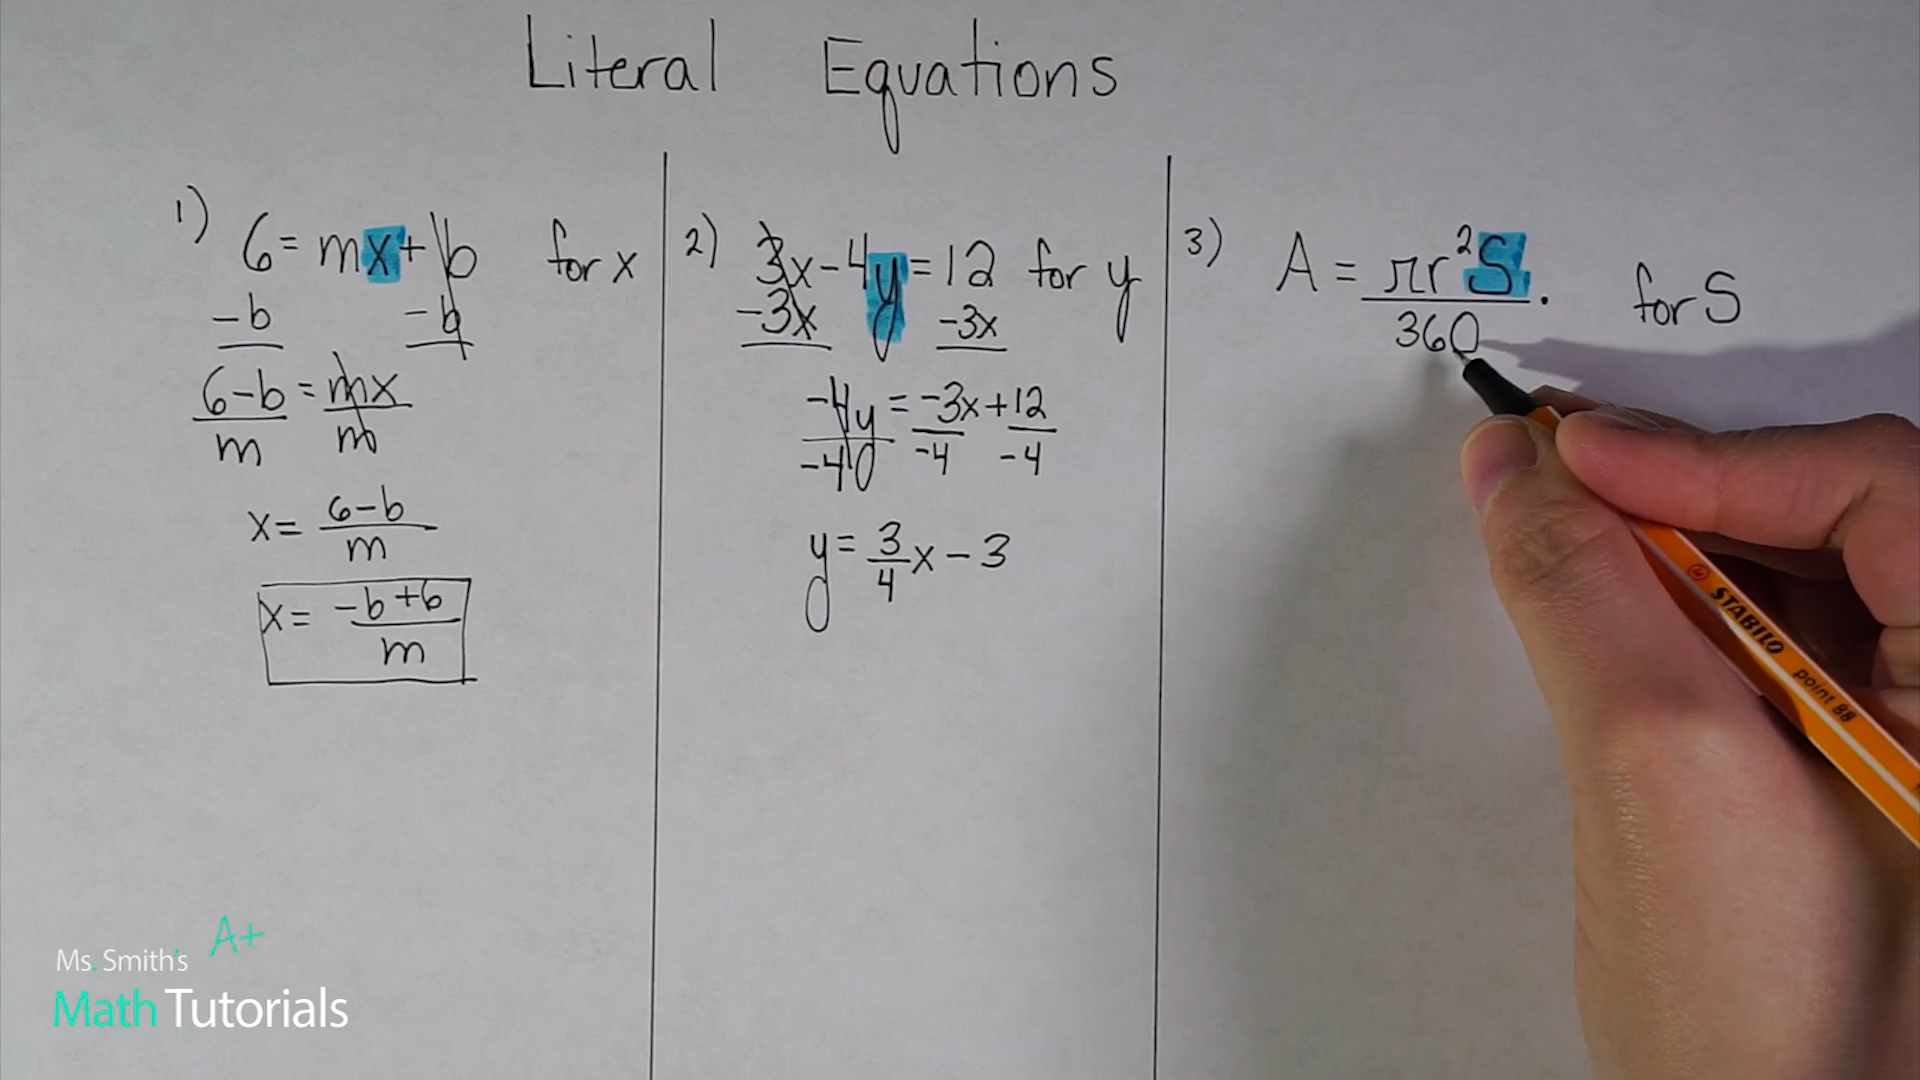 Literal Equations
1) 6 = mx + b for x
-b -b
6-b = mx
m m
x = 6-b
m
x = -b+6
m
2) 3x-4y=12 for y
-3x -3x
-4y = -3x+12
-4 -4 -4
y = 3/4 x - 3
3) A = πr²S. for S
360
STABILO point 88
Ms. Smith's A+
Math Tutorials